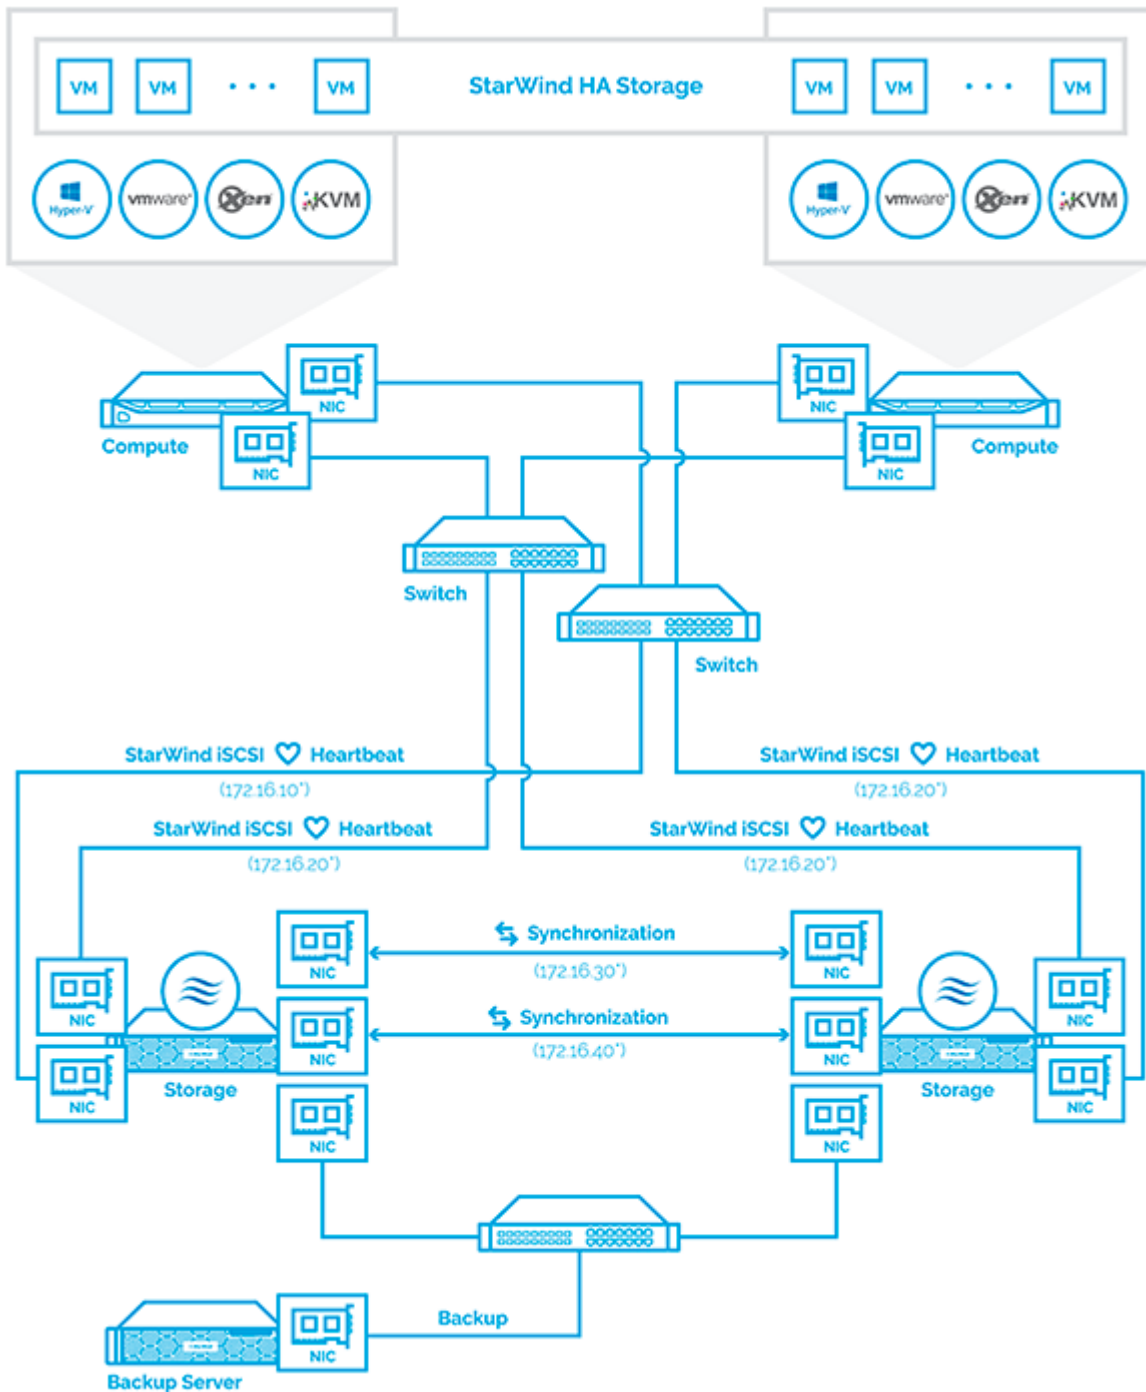 VM VM ... VM StarWind HA Storage VM VM ... VM
Hyper-V vmware® Xen KVM Hyper-V vmware® Xen KVM
NIC NIC
Compute Compute
NIC NIC
Switch
Switch
StarWind iSCSI Heartbeat StarWind iSCSI Heartbeat
(172.16.10*) (172.16.20*)
StarWind iSCSI Heartbeat StarWind iSCSI Heartbeat
(172.16.20*) (172.16.20*)
Synchronization
NIC NIC
(172.16.30*)
Synchronization
NIC NIC
NIC NIC
(172.16.40*)
Storage Storage
NIC NIC
NIC NIC
Backup
NIC
Backup Server